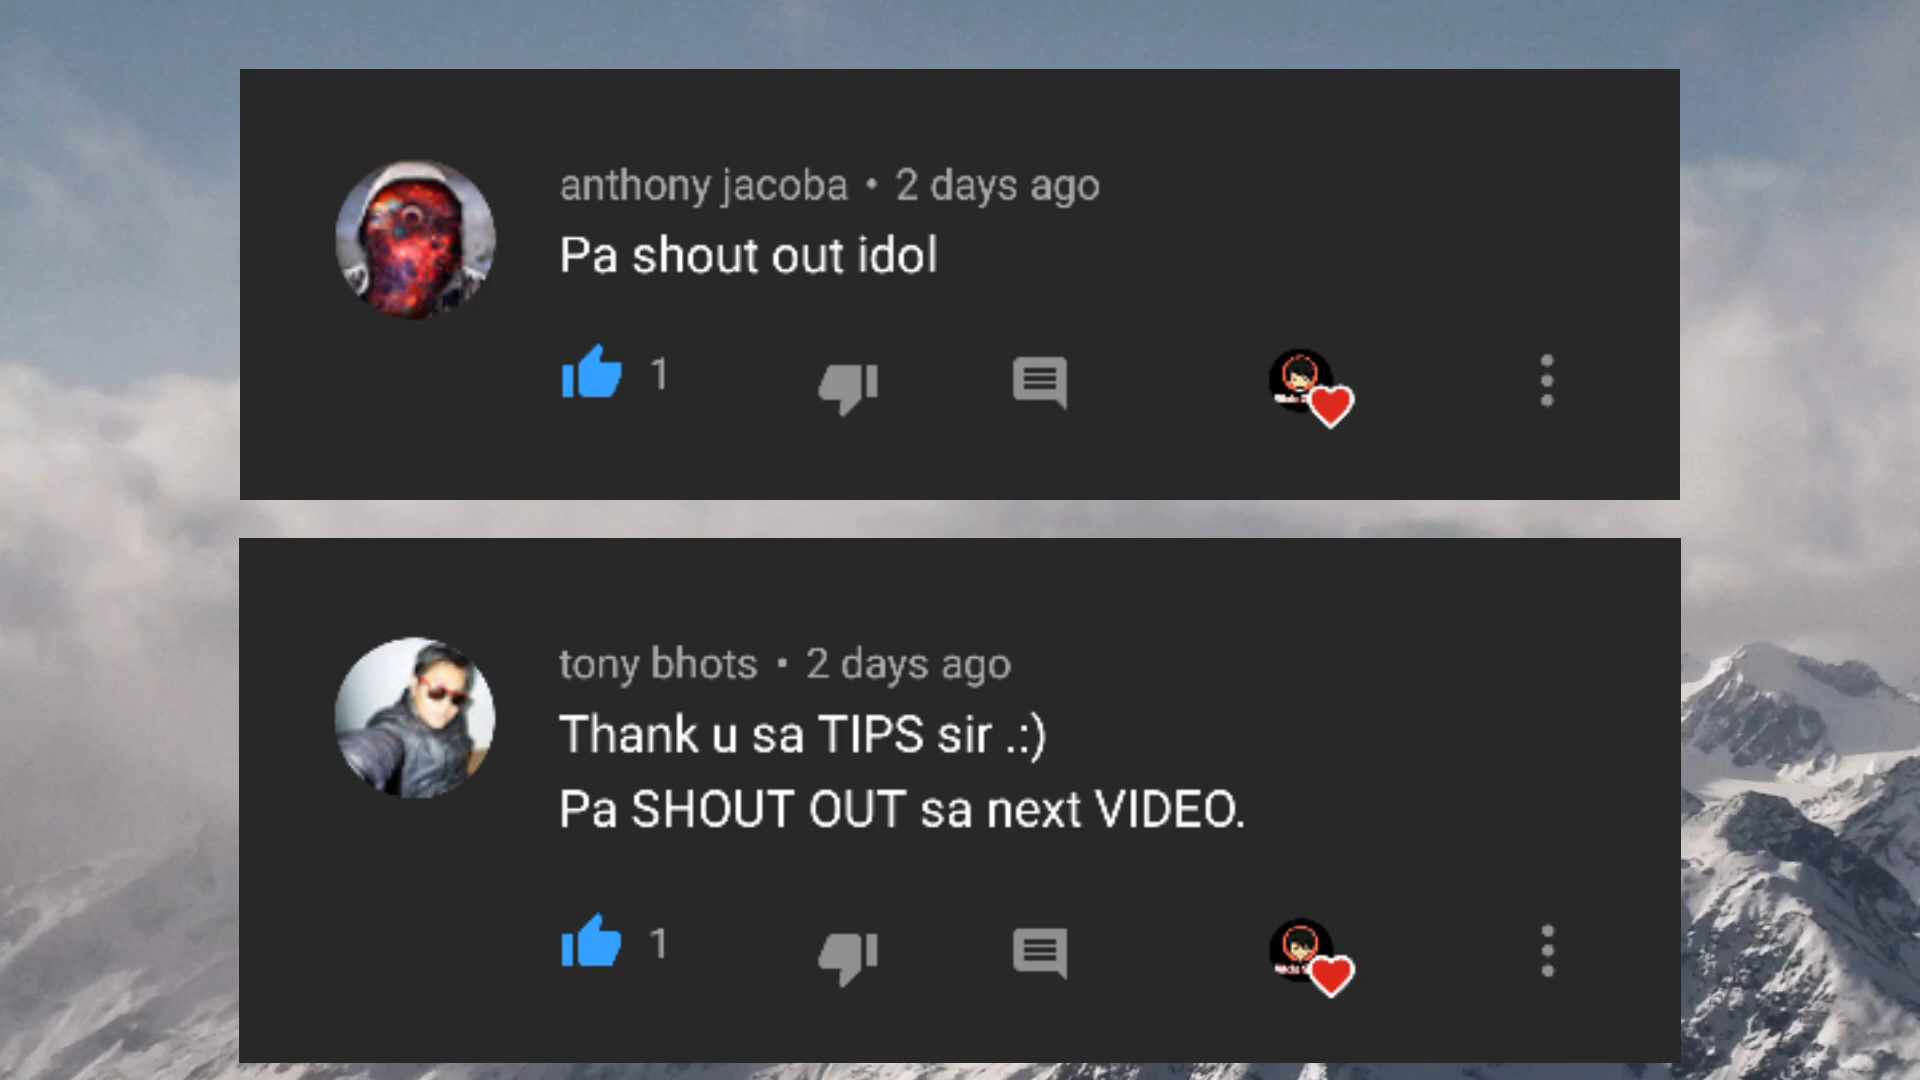 anthony jacoba • 2 days ago
Pa shout out idol
1
tony bhots • 2 days ago
Thank u sa TIPS sir .:)
Pa SHOUT OUT sa next VIDEO.
1